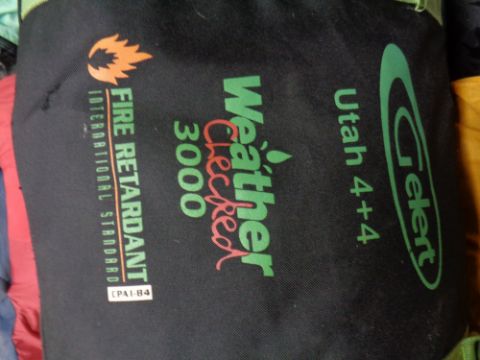 Gelert
Utah 4+4
Weather
Checked
3000
FIRE RETARDANT
INTERNATIONAL STANDARD
CPAI-84